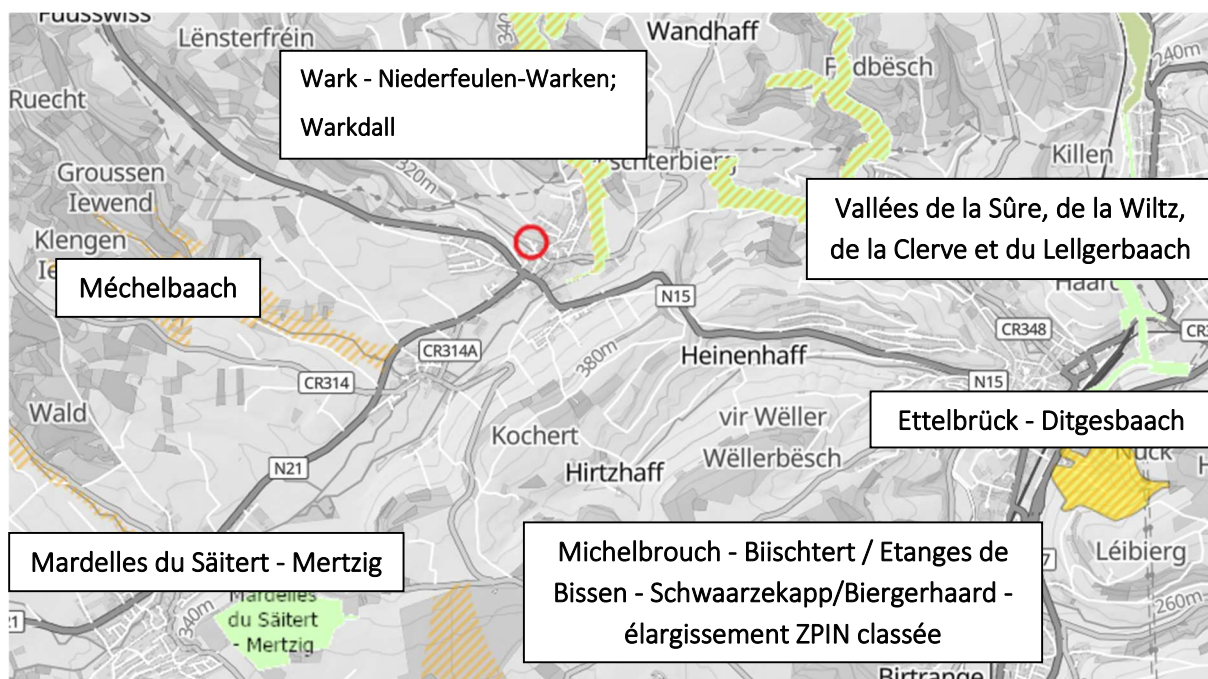 Fuusswiss
Lënsterfréin
Wandhaff
240m
Wark - Niederfeulen-Warken;
Warkdall
Ruecht
Killen
Groussen
Iewend
320m
Vallées de la Sûre, de la Wiltz,
de la Clerve et du Lellgerbaach
Klengen
Méchelbaach
Haart
N15
CR348
CR314A
380m
Heinenhaff
CR314
N15
Wald
vir Wëller
Wëllerbësch
Ettelbrück - Ditgesbaach
Kochert
Hirtzhaff
N21
Michelbrouch - Biischtert / Etanges de
Bissen - Schwaarzekapp/Biergerhaard -
élargissement ZPIN classée
Léibierg
Mardelles du Säitert - Mertzig
260m
Mardelles
du Säitert
- Mertzig
340m
Birtrange